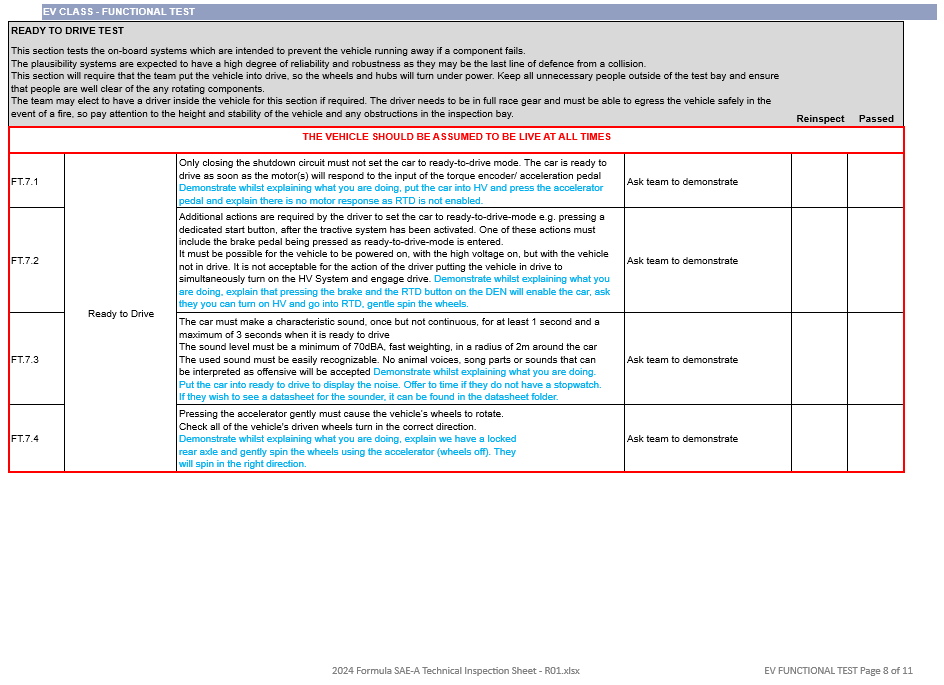 EV CLASS - FUNCTIONAL TEST
READY TO DRIVE TEST
This section tests the on-board systems which are intended to prevent the vehicle running away if a component fails.
The plausibility systems are expected to have a high degree of reliability and robustness as they may be the last line of defence from a collision.
This section will require that the team put the vehicle into drive, so the wheels and hubs will turn under power. Keep all unnecessary people outside of the test bay and ensure
that people are well clear of the any rotating components.
The team may elect to have a driver inside the vehicle for this section if required. The driver needs to be in full race gear and must be able to egress the vehicle safely in the
event of a fire, so pay attention to the height and stability of the vehicle and any obstructions in the inspection bay.
Reinspect Passed
THE VEHICLE SHOULD BE ASSUMED TO BE LIVE AT ALL TIMES
Ready to Drive
FT.7.1
Only closing the shutdown circuit must not set the car to ready-to-drive mode. The car is ready to
drive as soon as the motor(s) will respond to the input of the torque encoder/ acceleration pedal
Demonstrate whilst explaining what you are doing, put the car into HV and press the accelerator
pedal and explain there is no motor response as RTD is not enabled.
Ask team to demonstrate
FT.7.2
Additional actions are required by the driver to set the car to ready-to-drive-mode e.g. pressing a
dedicated start button, after the tractive system has been activated. One of these actions must
include the brake pedal being pressed as ready-to-drive-mode is entered.
It must be possible for the vehicle to be powered on, with the high voltage on, but with the vehicle
not in drive. It is not acceptable for the action of the driver putting the vehicle in drive to
simultaneously turn on the HV System and engage drive. Demonstrate whilst explaining what you
are doing, explain that pressing the brake and the RTD button on the DEN will enable the car, ask
they you can turn on HV and go into RTD, gentle spin the wheels.
Ask team to demonstrate
FT.7.3
The car must make a characteristic sound, once but not continuous, for at least 1 second and a
maximum of 3 seconds when it is ready to drive
The sound level must be a minimum of 70dBA, fast weighting, in a radius of 2m around the car
The used sound must be easily recognizable. No animal voices, song parts or sounds that can
be interpreted as offensive will be accepted Demonstrate whilst explaining what you are doing.
Put the car into ready to drive to display the noise. Offer to time if they do not have a stopwatch.
If they wish to see a datasheet for the sounder, it can be found in the datasheet folder.
Ask team to demonstrate
FT.7.4
Pressing the accelerator gently must cause the vehicle's wheels to rotate.
Check all of the vehicle's driven wheels turn in the correct direction.
Demonstrate whilst explaining what you are doing, explain we have a locked
rear axle and gently spin the wheels using the accelerator (wheels off). They
will spin in the right direction.
Ask team to demonstrate
2024 Formula SAE-A Technical Inspection Sheet - R01.xlsx
EV FUNCTIONAL TEST Page 8 of 11